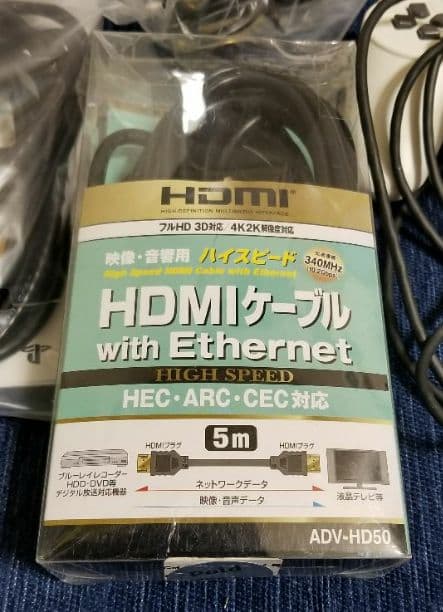 HDMI
HIGH-DEFINITION MULTIMEDIA INTERFACE
フルHD 3D対応 4K2K解像度対応
映像・音響用 ハイスピード
High Speed HDMI Cable with Ethernet
340MHz
(10.2Gbps)
HDMIケーブル
with Ethernet
HIGH SPEED
HEC・ARC・CEC対応
5m
HDMIプラグ HDMIプラグ
ブルーレイレコーダー
HDD・DVD等
デジタル放送対応機器
ネットワークデータ
映像・音声データ
液晶テレビ等
ADV-HD50
Gold